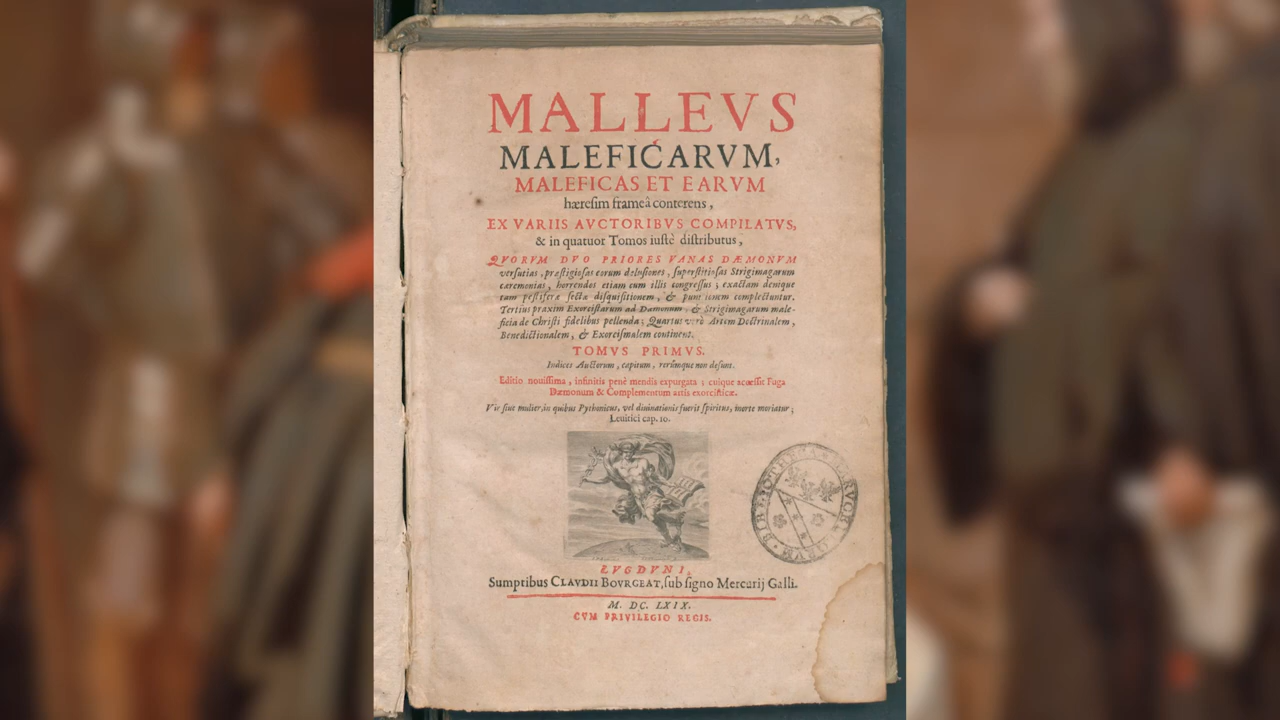 MALLEVS
MALEFICARVM,
MALEFICAS ET EARVM
hæresim frameâ conterens,
EX VARIIS AVCTORIBVS COMPILATVS,
& in quatuor Tomos iustè distributus,
QVORVM DVO PRIORES VANAS DÆMONVM
versutias, præstigiosas eorum delusiones, superstitiosas Strigimagarum
cæremonias, horrendos etiam cum illis congressus; exactam denique
tam pestiferæ sectæ disquisitionem, & punitionem complectuntur.
Tertius praxim Exorcistarum ad Dæmonum, & Strigimagarum male-
ficia de Christi fidelibus pellenda; Quartus verò Artem Doctrinalem,
Benedictionalem, & Exorcismalem continent.
TOMVS PRIMVS.
Indices Auctorum, capitum, rerúmque non desunt.
Editio nouissima, infinitis penè mendis expurgata; cuique accessit Fuga
Dæmonum & Complementum artis exorcisticæ.
Vir siue mulier, in quibus Pythonicus, vel diuinationis fuerit spiritus, morte moriatur;
Leuitici cap. 10.
LVGDVNI,
Sumptibus CLAVDII BOVRGEAT, sub signo Mercurij Galli.
M. DC. LXIX.
CVM PRIVILEGIO REGIS.